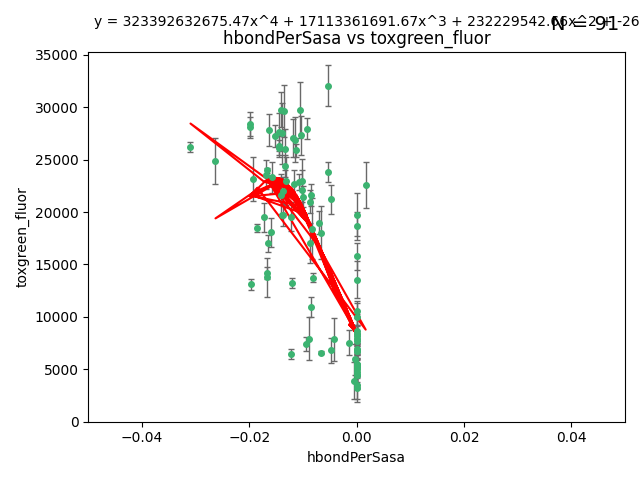 y = 323392632675.47x^4 + 17113361691.67x^3 + 232229542.66x^2 + -26
N = 91
hbondPerSasa vs toxgreen_fluor
35000
30000
25000
20000
15000
10000
5000
0
toxgreen_fluor
−0.04
−0.02
0.00
0.02
0.04
hbondPerSasa